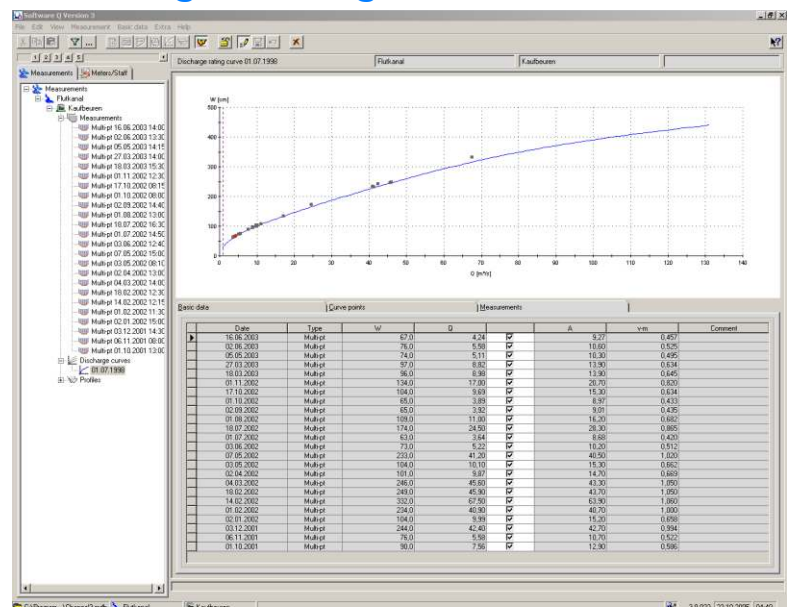 Software Q Version 3
File Edit View Measurement Basic data Extra Help
1 2 3 4 5
Discharge rating curve 01.07.1998 Flutkanal Kaufbeuren
Measurements Meters/Staff
Measurements
Flutkanal
Kaufbeuren
Measurements
Multi-pt 16.06.2003 14:00
Multi-pt 02.06.2003 13:30
Multi-pt 05.05.2003 14:15
Multi-pt 27.03.2003 14:00
Multi-pt 18.03.2003 15:30
Multi-pt 01.11.2002 12:30
Multi-pt 17.10.2002 08:15
Multi-pt 01.10.2002 08:00
Multi-pt 02.09.2002 14:40
Multi-pt 01.08.2002 13:00
Multi-pt 18.07.2002 16:30
Multi-pt 01.07.2002 14:50
Multi-pt 03.06.2002 12:40
Multi-pt 07.05.2002 15:00
Multi-pt 03.05.2002 08:10
Multi-pt 02.04.2002 13:00
Multi-pt 04.03.2002 14:00
Multi-pt 18.02.2002 12:30
Multi-pt 14.02.2002 12:15
Multi-pt 01.02.2002 11:30
Multi-pt 02.01.2002 15:00
Multi-pt 03.12.2001 14:30
Multi-pt 06.11.2001 08:00
Multi-pt 01.10.2001 13:00
Discharge curves
01.07.1998
Profiles
W [cm]
500
400
300
200
100
0
0 10 20 30 40 50 60 70 80 90 100 110 120 130 140
Q [m³/s]
Basic data Curve points Measurements
Date Type W Q A v-m Comment
16.06.2003 Multi-pt 67,0 4,24 9,27 0,457
02.06.2003 Multi-pt 76,0 5,58 10,60 0,525
05.05.2003 Multi-pt 74,0 5,11 10,30 0,495
27.03.2003 Multi-pt 97,0 8,82 13,90 0,634
18.03.2003 Multi-pt 96,0 8,98 13,90 0,645
01.11.2002 Multi-pt 134,0 17,00 20,70 0,820
17.10.2002 Multi-pt 104,0 9,69 15,30 0,634
01.10.2002 Multi-pt 65,0 3,89 8,97 0,433
02.09.2002 Multi-pt 65,0 3,92 9,01 0,435
01.08.2002 Multi-pt 109,0 11,00 16,20 0,682
18.07.2002 Multi-pt 174,0 24,50 28,30 0,865
01.07.2002 Multi-pt 63,0 3,64 8,68 0,420
03.06.2002 Multi-pt 73,0 5,22 10,20 0,512
07.05.2002 Multi-pt 233,0 41,20 40,50 1,020
03.05.2002 Multi-pt 104,0 10,10 15,30 0,662
02.04.2002 Multi-pt 101,0 9,87 14,70 0,669
04.03.2002 Multi-pt 246,0 45,60 43,30 1,050
18.02.2002 Multi-pt 249,0 45,90 43,70 1,050
14.02.2002 Multi-pt 332,0 67,50 63,90 1,060
01.02.2002 Multi-pt 234,0 40,90 40,70 1,000
02.01.2002 Multi-pt 104,0 9,99 15,20 0,658
03.12.2001 Multi-pt 244,0 42,40 42,70 0,994
06.11.2001 Multi-pt 76,0 5,58 10,70 0,522
01.10.2001 Multi-pt 90,0 7,56 12,90 0,586
Flutkanal Kaufbeuren